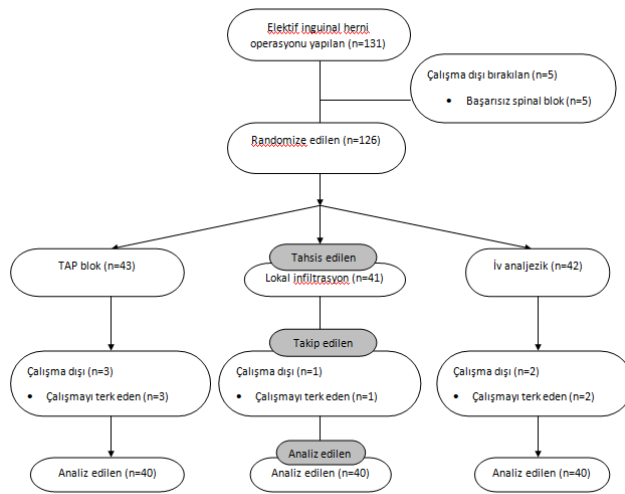 Elektif inguinal herni
operasyonu yapılan (n=131)
Çalışma dışı bırakılan (n=5)
• Başarısız spinal blok (n=5)
Randomize edilen (n=126)
TAP blok (n=43)
Tahsis edilen
Lokal infiltrasyon (n=41)
İv analjezik (n=42)
Takip edilen
Çalışma dışı (n=3)
• Çalışmayı terk eden (n=3)
Çalışma dışı (n=1)
• Çalışmayı terk eden (n=1)
Çalışma dışı (n=2)
• Çalışmayı terk eden (n=2)
Analiz edilen
Analiz edilen (n=40)
Analiz edilen (n=40)
Analiz edilen (n=40)